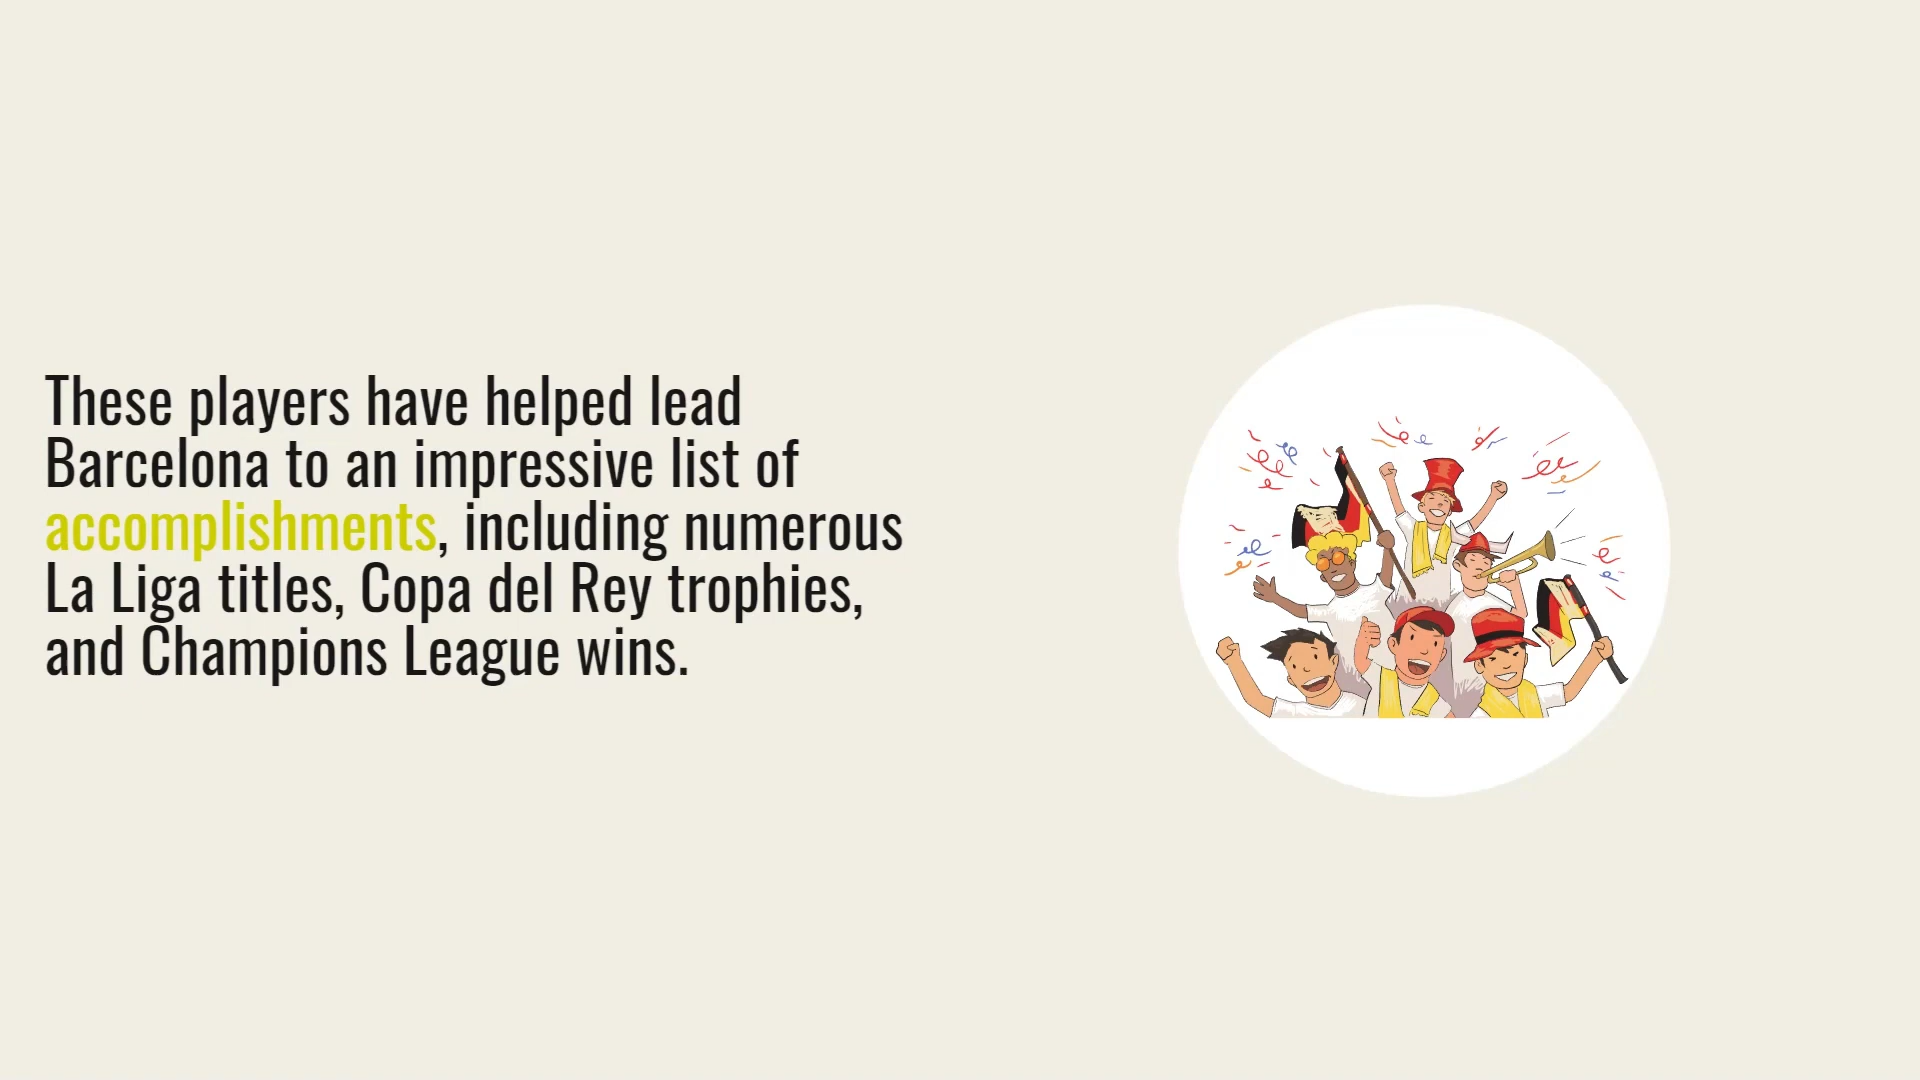 These players have helped lead
Barcelona to an impressive list of
accomplishments, including numerous
La Liga titles, Copa del Rey trophies,
and Champions League wins.